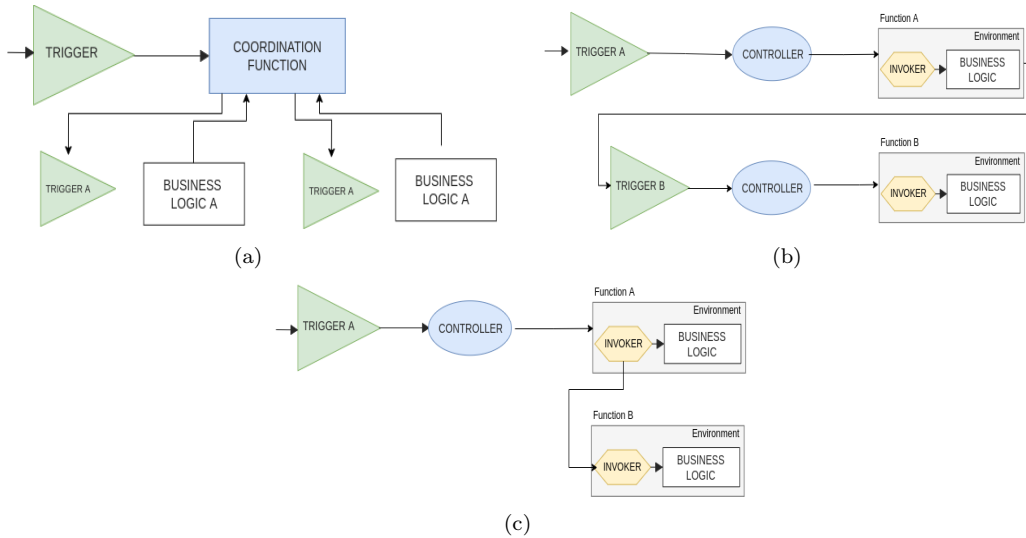 TRIGGER
COORDINATION
FUNCTION
TRIGGER A
BUSINESS
LOGIC A
TRIGGER A
BUSINESS
LOGIC A
(a)
Function A
Environment
TRIGGER A
CONTROLLER
INVOKER
BUSINESS
LOGIC
Function B
Environment
TRIGGER B
CONTROLLER
INVOKER
BUSINESS
LOGIC
(b)
Function A
Environment
TRIGGER A
CONTROLLER
INVOKER
BUSINESS
LOGIC
Function B
Environment
INVOKER
BUSINESS
LOGIC
(c)